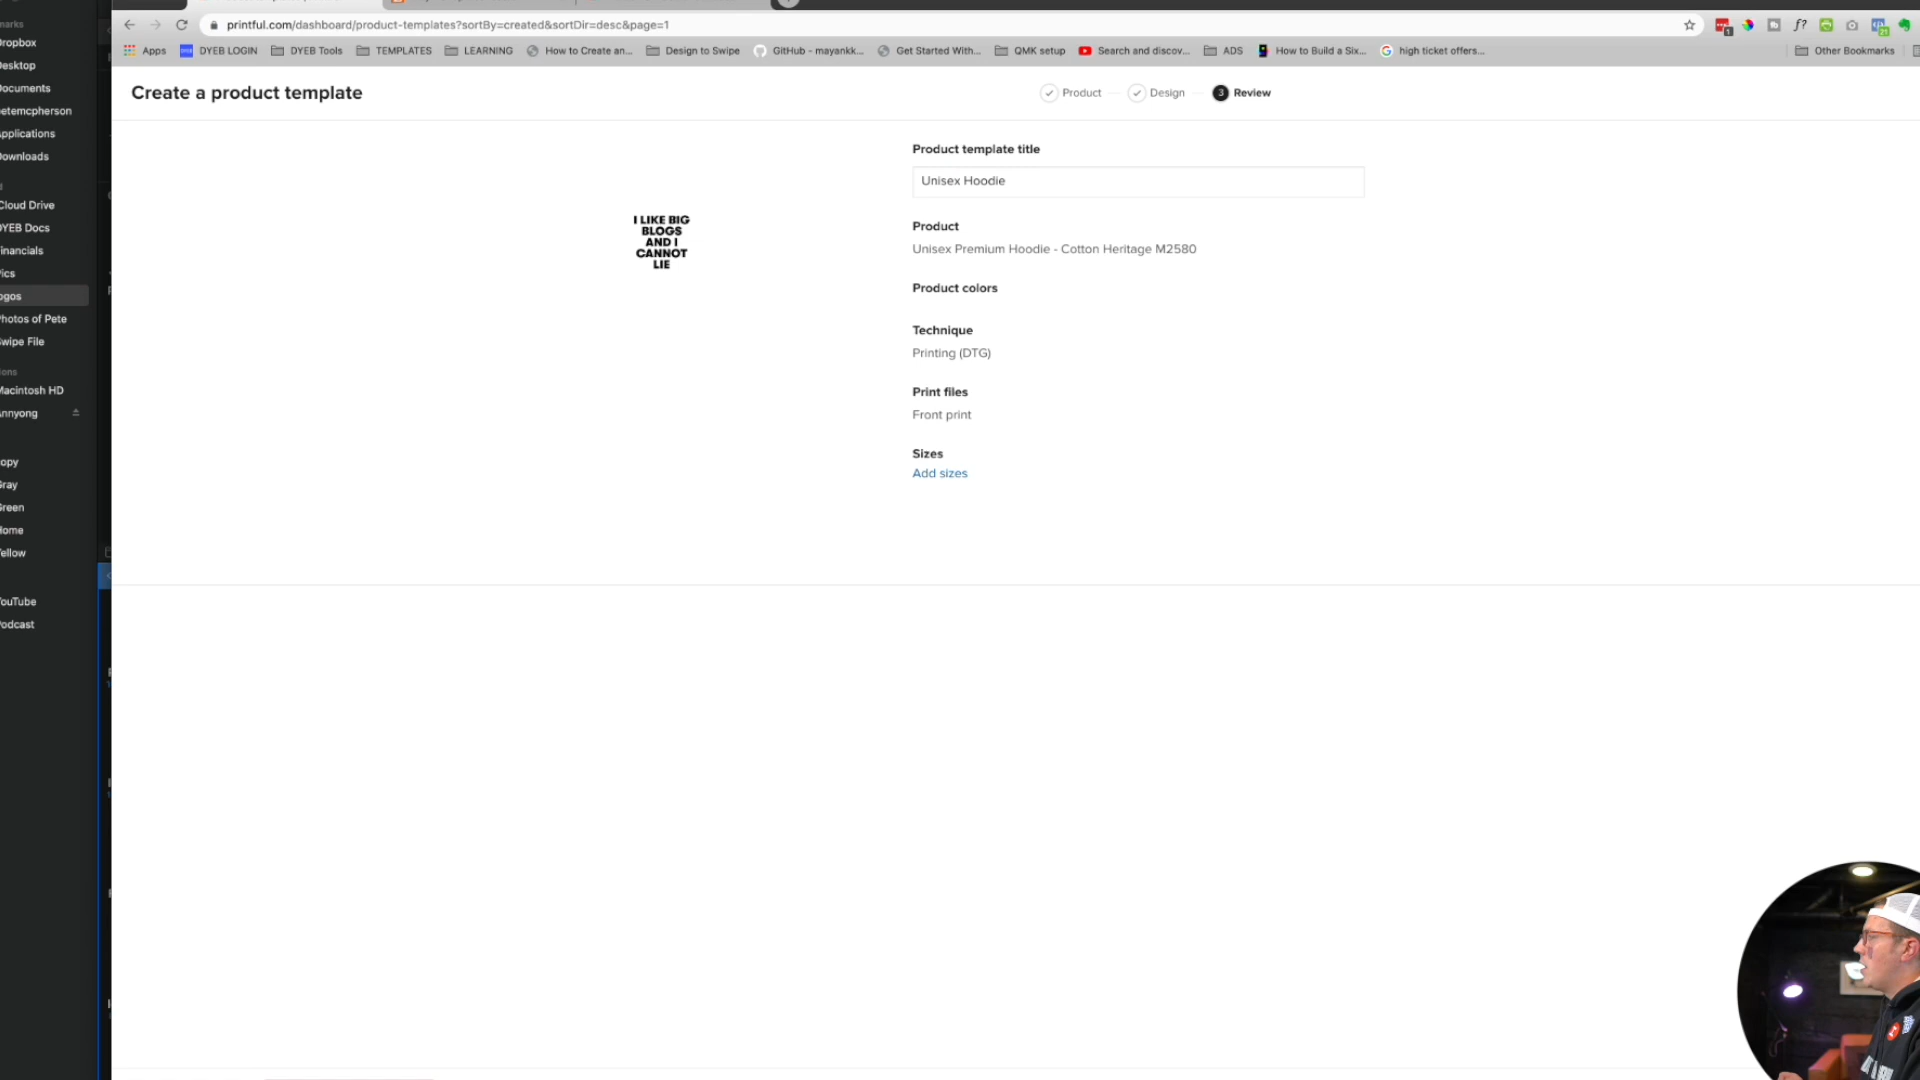 printful.com/dashboard/product-templates?sortBy=created&sortDir=desc&page=1
Apps DYEB LOGIN DYEB Tools TEMPLATES LEARNING How to Create an... Design to Swipe GitHub - mayankk... Get Started With... QMK setup Search and discov... ADS How to Build a Six... high ticket offers... Other Bookmarks
Create a product template
Product Design 3 Review
Product template title
Unisex Hoodie
Product
Unisex Premium Hoodie - Cotton Heritage M2580
Product colors
Technique
Printing (DTG)
Print files
Front print
Sizes
Add sizes
I LIKE BIG
BLOGS
AND I
CANNOT
LIE
marks
ropbox
esktop
ocuments
etemcpherson
pplications
ownloads
Cloud Drive
YEB Docs
inancials
ics
ogos
hotos of Pete
wipe File
ons
Macintosh HD
nnyong
opy
ray
reen
ome
ellow
ouTube
odcast